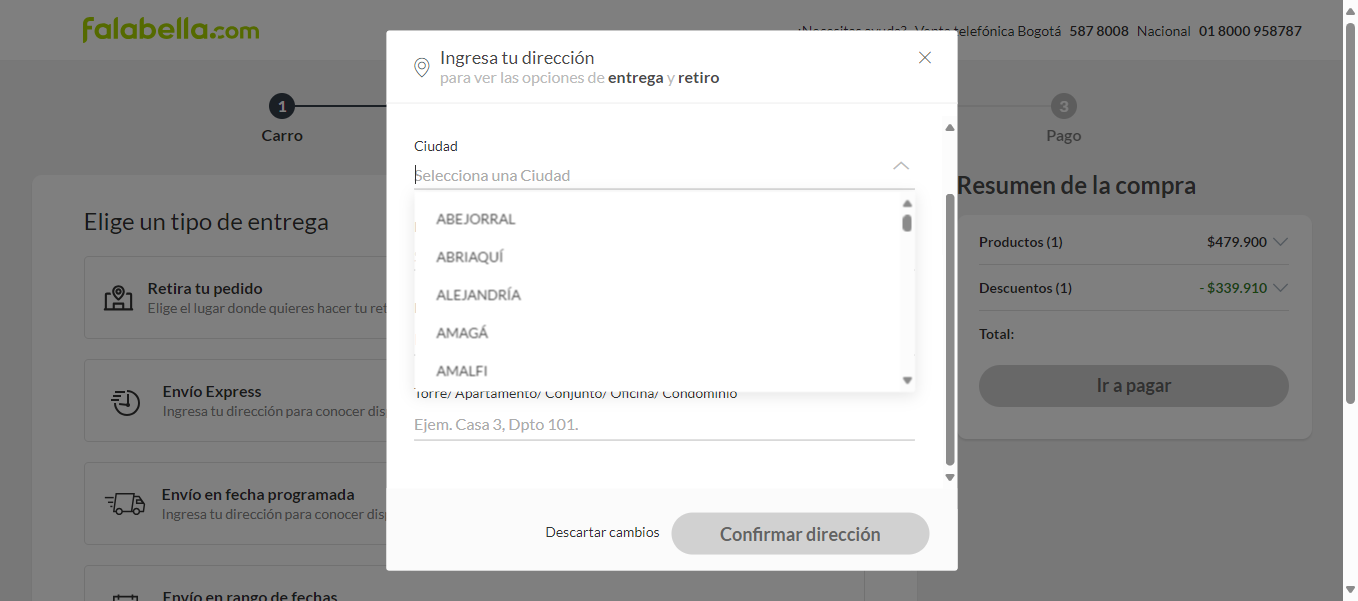 falabella.com
¿Necesitas ayuda? Venta telefónica Bogotá 587 8008 Nacional 01 8000 958787
Ingresa tu dirección
para ver las opciones de entrega y retiro
1
Carro
3
Pago
Ciudad
Selecciona una Ciudad
ABEJORRAL
ABRIAQUÍ
ALEJANDRÍA
AMAGÁ
AMALFI
Torre/ Apartamento/ Conjunto/ Oficina/ Condominio
Ejem. Casa 3, Dpto 101.
Descartar cambios
Confirmar dirección
Elige un tipo de entrega
Retira tu pedido
Elige el lugar donde quieres hacer tu ret
Envío Express
Ingresa tu dirección para conocer dis
Envío en fecha programada
Ingresa tu dirección para conocer dis
Envío en rango de fechas
Resumen de la compra
Productos (1) $479.900
Descuentos (1) - $339.910
Total:
Ir a pagar